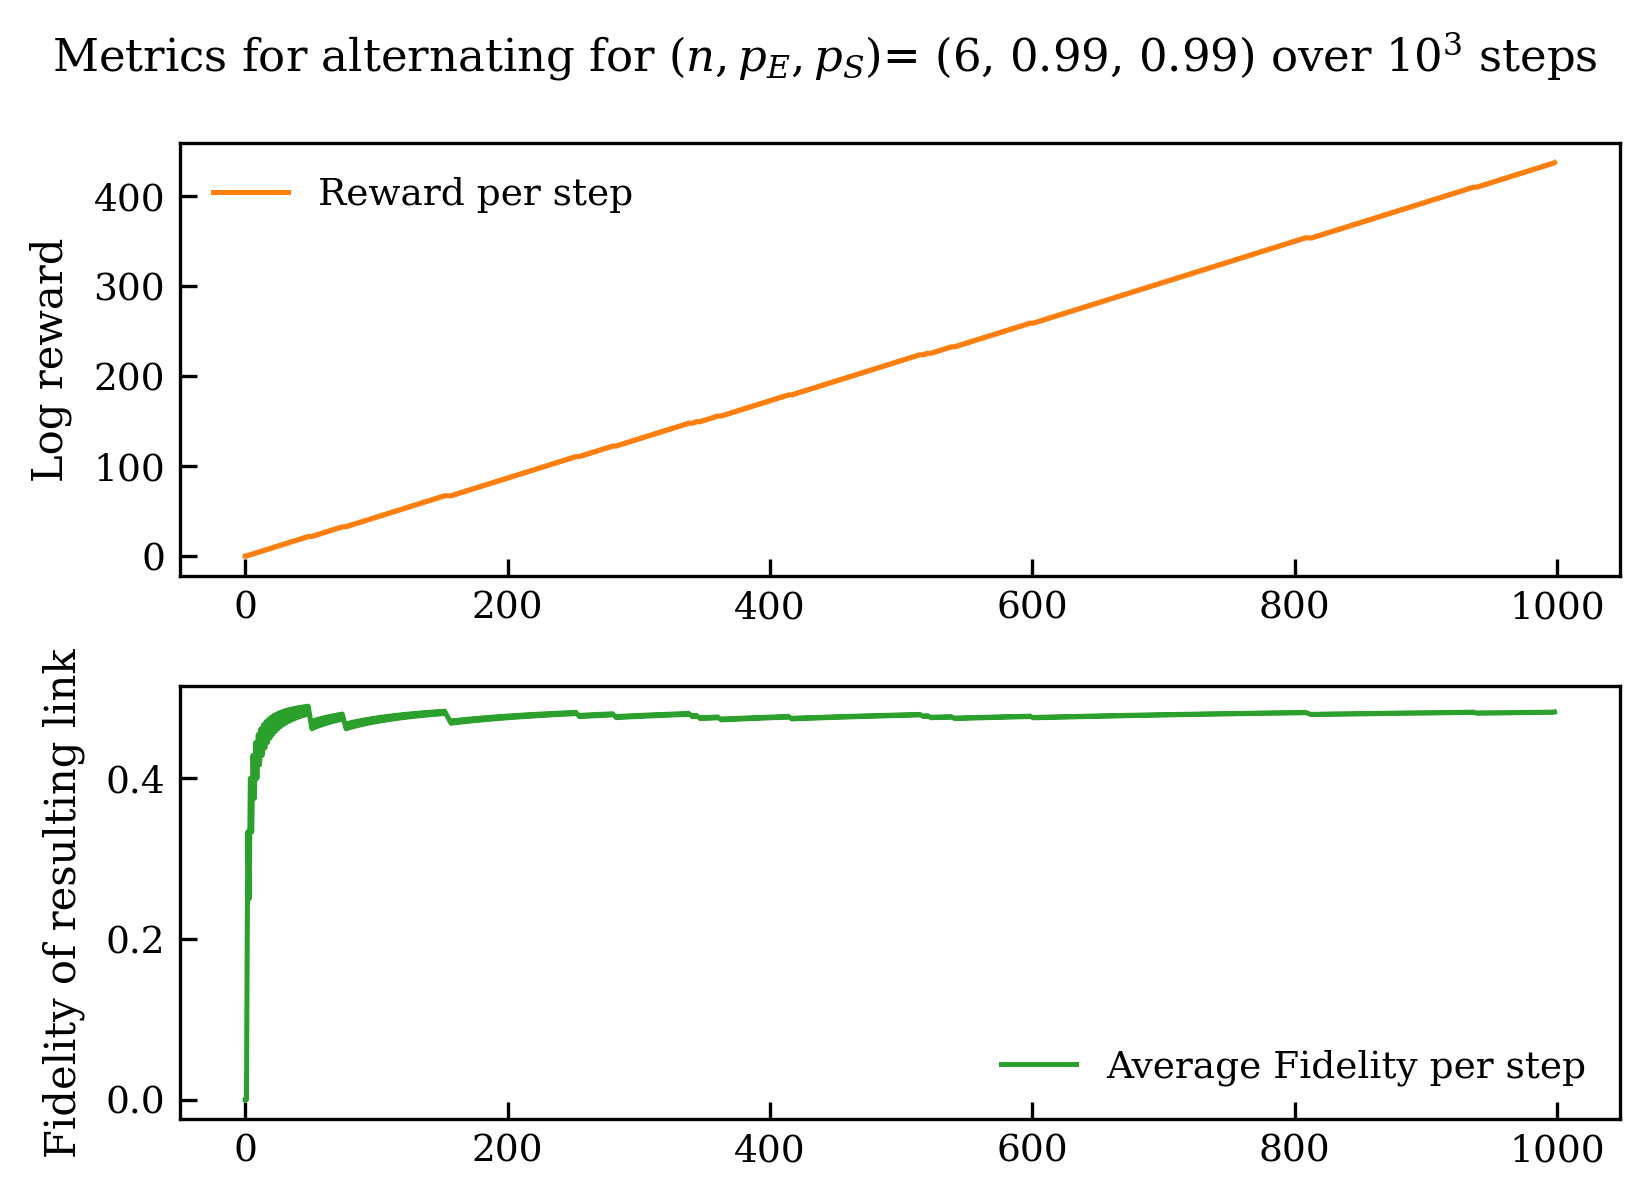 Metrics for alternating for (n, p_E, p_S)= (6, 0.99, 0.99) over 10³ steps
Log reward
400
300
200
100
0
Reward per step
0 200 400 600 800 1000
Fidelity of resulting link
0.4
0.2
0.0
Average Fidelity per step
0 200 400 600 800 1000